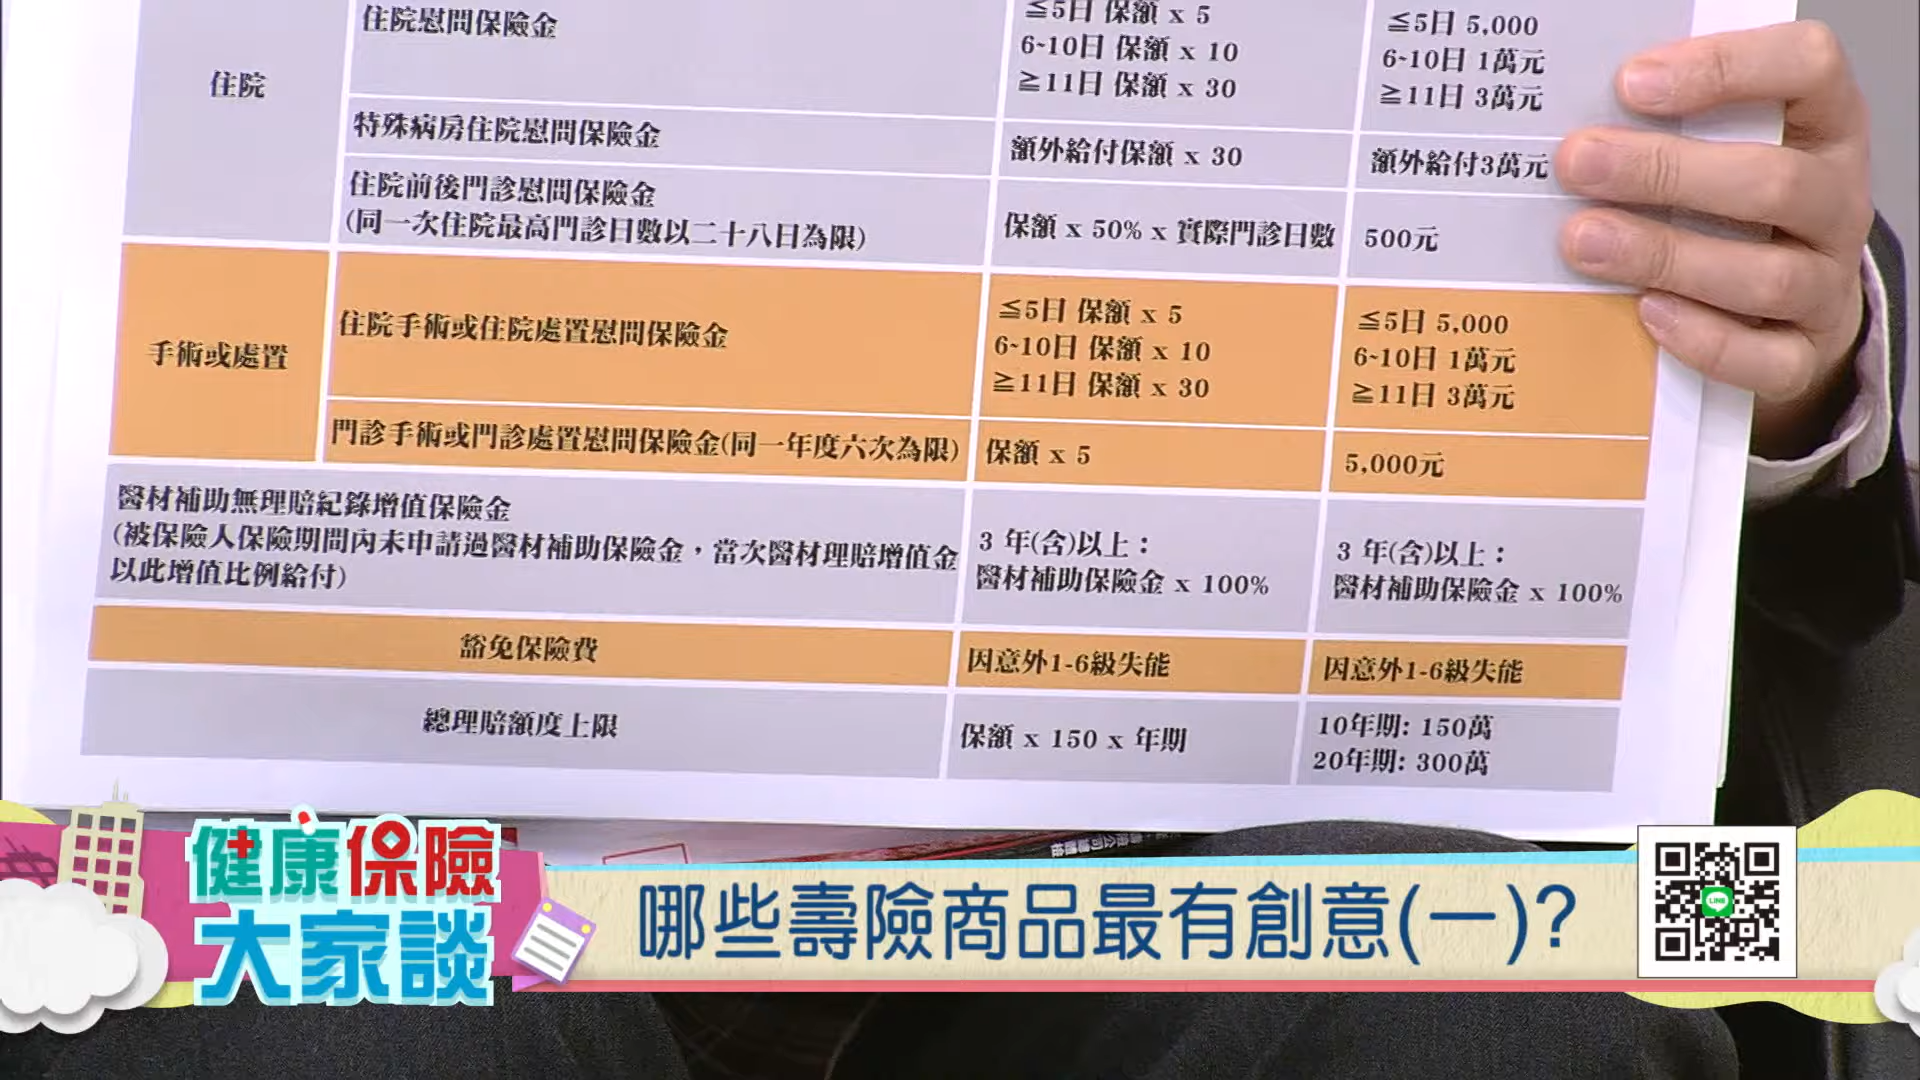 住院
住院慰問保險金
≦5日 保額 x 5
6~10日 保額 x 10
≧11日 保額 x 30
≦5日 5,000
6~10日 1萬元
≧11日 3萬元
特殊病房住院慰問保險金
額外給付保額 x 30
額外給付3萬元
住院前後門診慰問保險金
(同一次住院最高門診日數以二十八日為限)
保額 x 50% x 實際門診日數
500元
手術或處置
住院手術或住院處置慰問保險金
≦5日 保額 x 5
6~10日 保額 x 10
≧11日 保額 x 30
≦5日 5,000
6~10日 1萬元
≧11日 3萬元
門診手術或門診處置慰問保險金(同一年度六次為限)
保額 x 5
5,000元
醫材補助無理賠紀錄增值保險金
(被保險人保險期間內未申請過醫材補助保險金，當次醫材理賠增值金
以此增值比例給付)
3 年(含)以上：
醫材補助保險金 x 100%
3 年(含)以上：
醫材補助保險金 x 100%
豁免保險費
因意外1-6級失能
因意外1-6級失能
總理賠額度上限
保額 x 150 x 年期
10年期: 150萬
20年期: 300萬
健康保險
大家談
哪些壽險商品最有創意(一)?
LINE